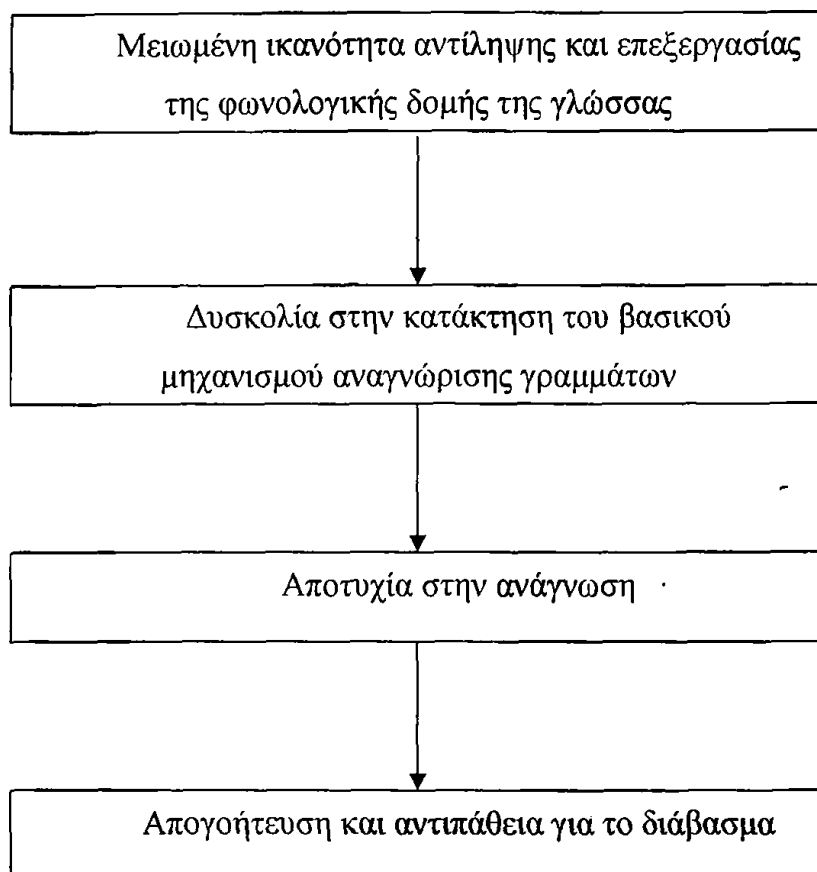 Μειωμένη ικανότητα αντίληψης και επεξεργασίας
της φωνολογικής δομής της γλώσσας
Δυσκολία στην κατάκτηση του βασικού
μηχανισμού αναγνώρισης γραμμάτων
Αποτυχία στην ανάγνωση
Απογοήτευση και αντιπάθεια για το διάβασμα